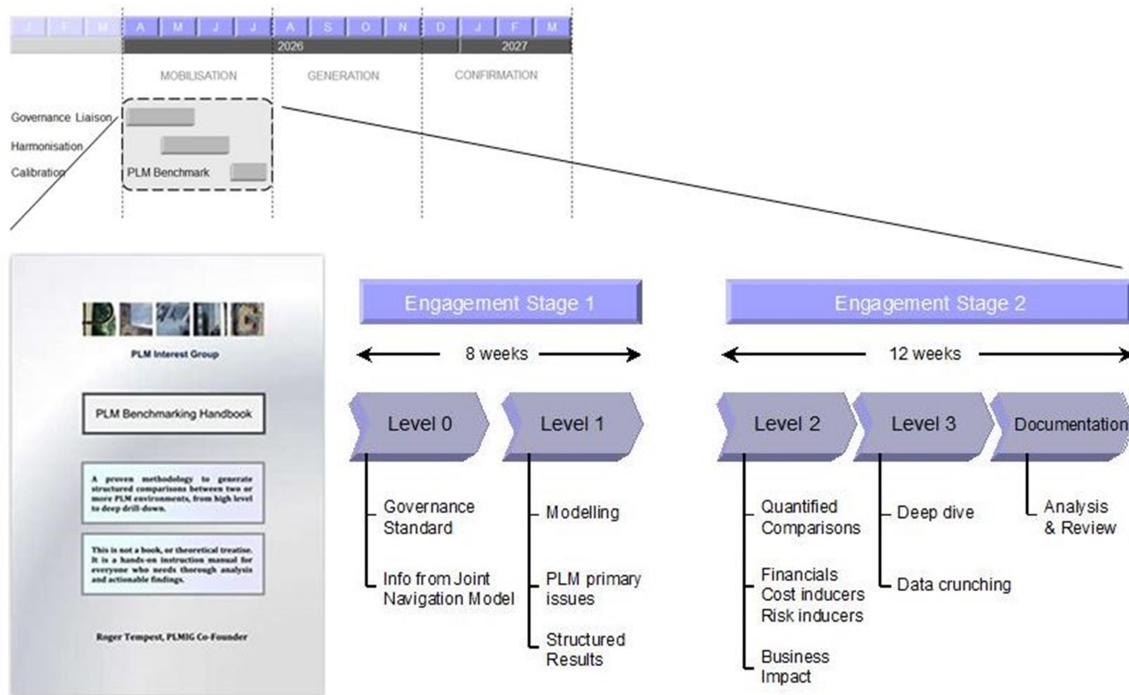 J F M A M J J A S O N D J F M
2026 2027
MOBILISATION GENERATION CONFIRMATION
Governance Liaison
Harmonisation
Calibration PLM Benchmark
PLMIG
PLM Interest Group
PLM Benchmarking Handbook
A proven methodology to generate
structured comparisons between two or
more PLM environments, from high level
to deep drill-down.
This is not a book, or theoretical treatise.
It is a hands-on instruction manual for
everyone who needs thorough analysis
and actionable findings.
Roger Tempest, PLMIG Co-Founder
Engagement Stage 1
8 weeks
Level 0
Governance
Standard
Info from Joint
Navigation Model
Level 1
Modelling
PLM primary
issues
Structured
Results
Engagement Stage 2
12 weeks
Level 2
Quantified
Comparisons
Financials
Cost inducers
Risk inducers
Business
Impact
Level 3
Deep dive
Data crunching
Documentation
Analysis
& Review